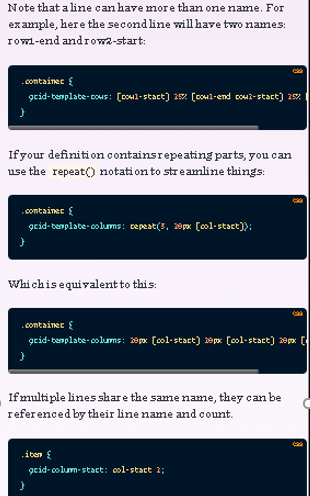 Note that a line can have more than one name. For
example, here the second line will have two names:
row1-end and row2-start:
css
.container {
grid-template-rows: [row1-start] 25% [row1-end row2-start] 25%
}
If your definition contains repeating parts, you can
use the repeat() notation to streamline things:
css
.container {
grid-template-columns: repeat(3, 20px [col-start]);
}
Which is equivalent to this:
css
.container {
grid-template-columns: 20px [col-start] 20px [col-start] 20px [
}
If multiple lines share the same name, they can be
referenced by their line name and count.
css
.item {
grid-column-start: col-start 2;
}